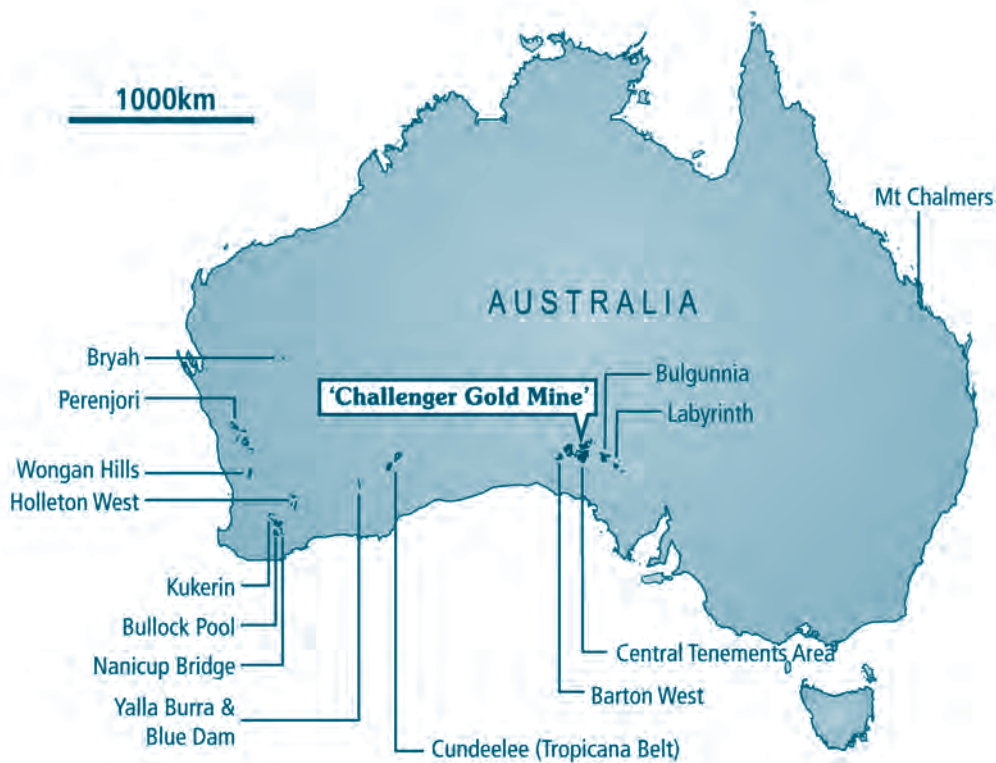 1000km
Mt Chalmers
AUSTRALIA
Bryah
'Challenger Gold Mine'
Bulgunnia
Perenjori
Labyrinth
Wongan Hills
Holleton West
Kukerin
Bullock Pool
Nanicup Bridge
Central Tenements Area
Barton West
Yalla Burra &
Blue Dam
Cundeelee (Tropicana Belt)